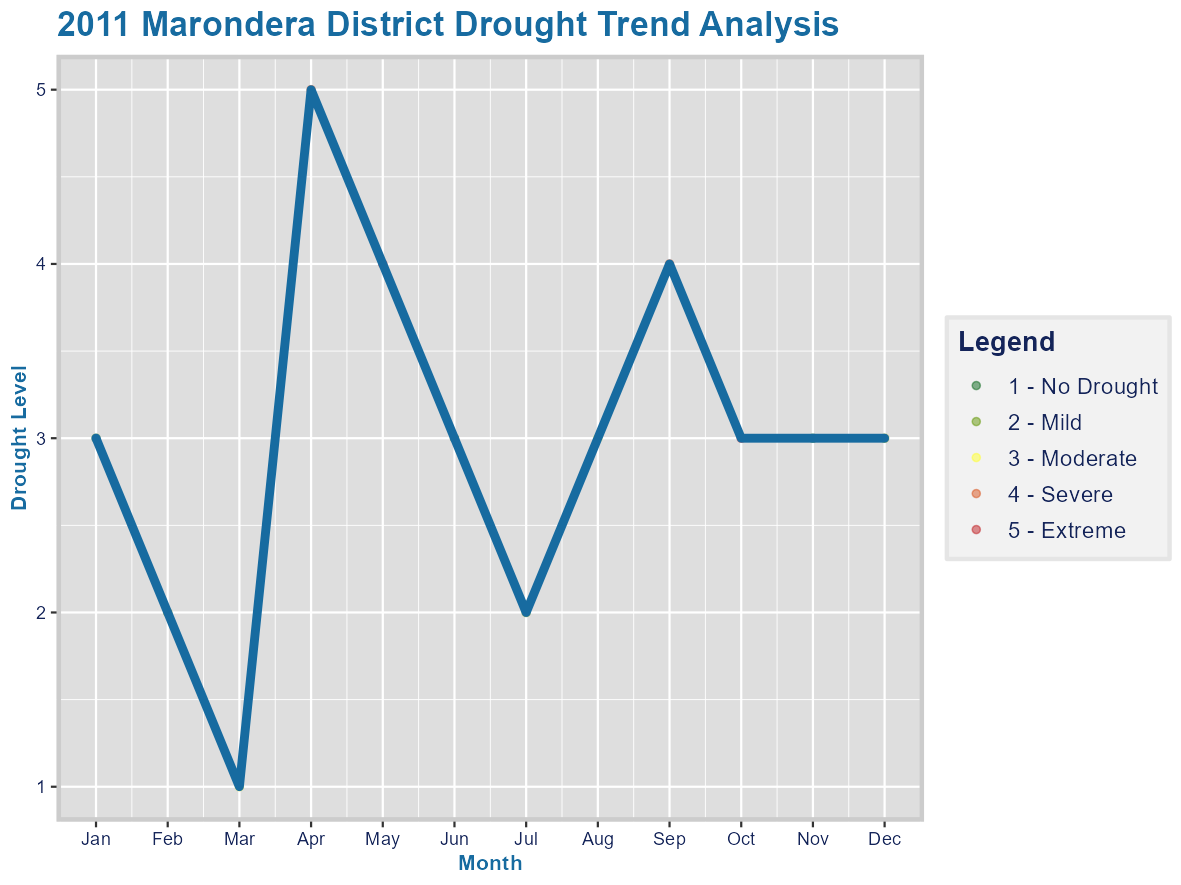 2011 Marondera District Drought Trend Analysis
Drought Level
5
4
3
2
1
Jan Feb Mar Apr May Jun Jul Aug Sep Oct Nov Dec
Month
Legend
1 - No Drought
2 - Mild
3 - Moderate
4 - Severe
5 - Extreme